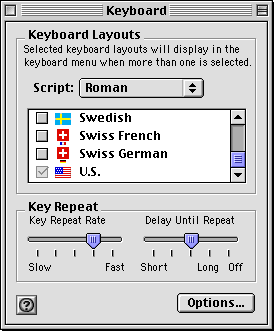 Keyboard
Keyboard Layouts
Selected keyboard layouts will display in the
keyboard menu when more than one is selected.
Script: Roman
Swedish
Swiss French
Swiss German
U.S.
Key Repeat
Key Repeat Rate Delay Until Repeat
Slow Fast Short Long Off
? Options...